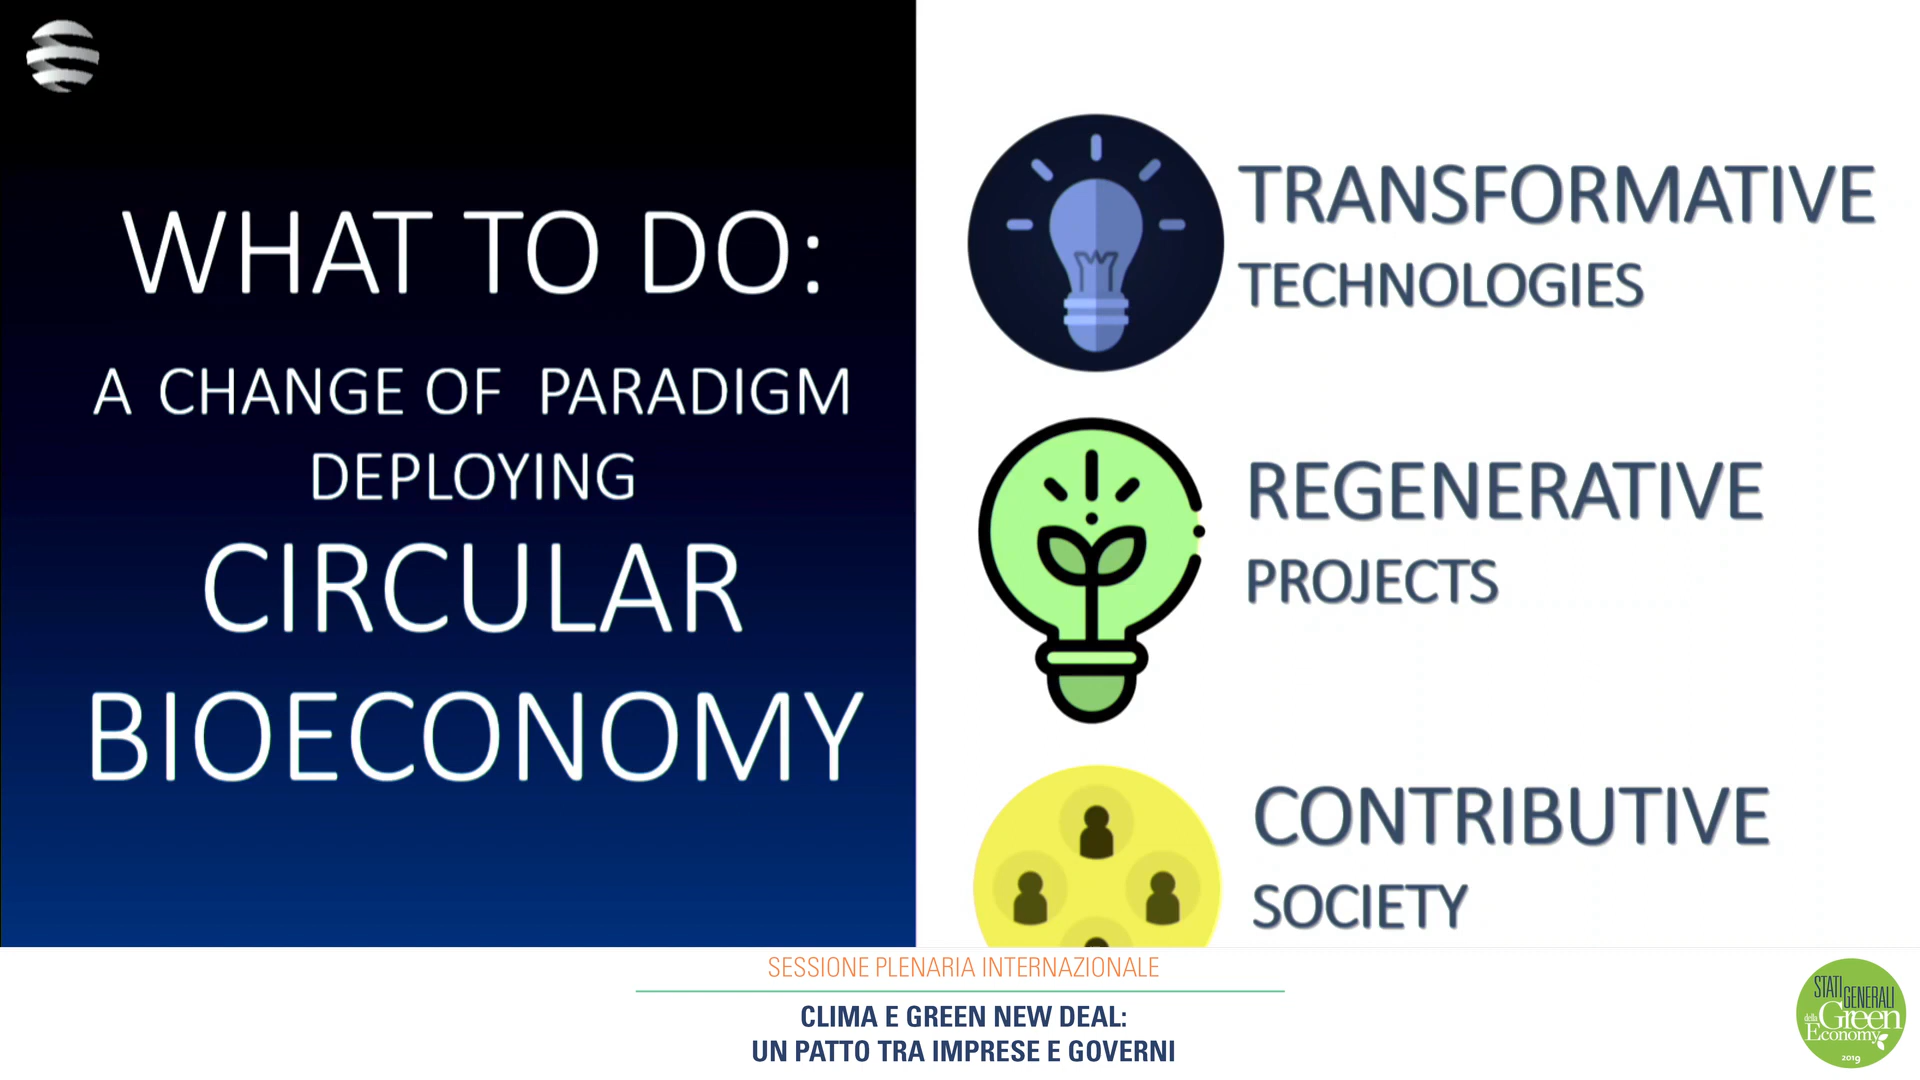 WHAT TO DO:
A CHANGE OF PARADIGM
DEPLOYING
CIRCULAR
BIOECONOMY
TRANSFORMATIVE
TECHNOLOGIES
REGENERATIVE
PROJECTS
CONTRIBUTIVE
SOCIETY
SESSIONE PLENARIA INTERNAZIONALE
CLIMA E GREEN NEW DEAL:
UN PATTO TRA IMPRESE E GOVERNI
STATI GENERALI
della Green
Economy
2019